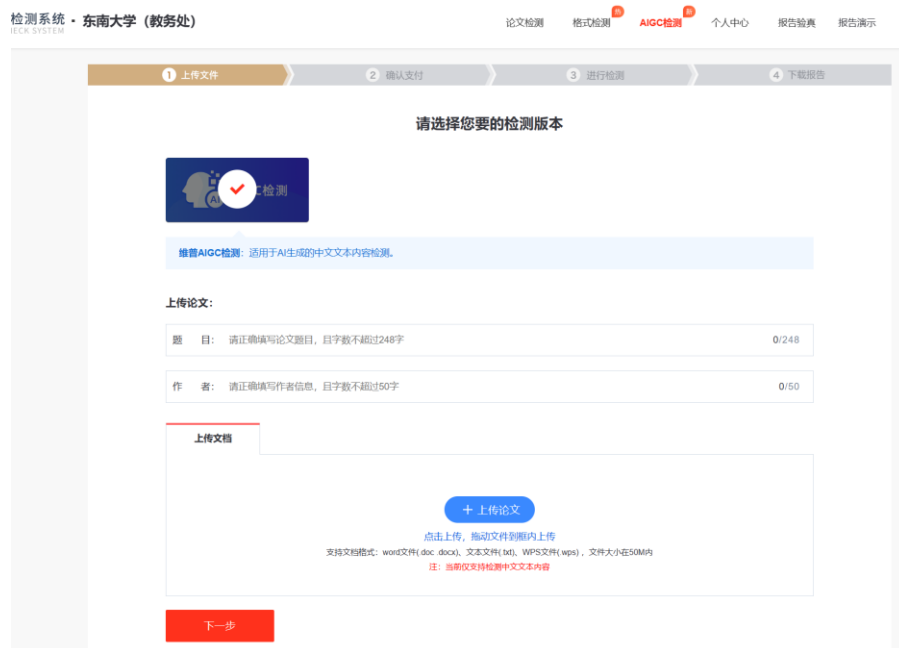 检测系统·东南大学（教务处）
IECK SYSTEM
论文检测 格式检测 热 AIGC检测 新 个人中心 报告验真 报告演示
1 上传文件 2 确认支付 3 进行检测 4 下载报告
请选择您要的检测版本
AI C检测
维普AIGC检测：适用于AI生成的中文文本内容检测。
上传论文：
题 目： 请正确填写论文题目，且字数不超过248字 0/248
作 者： 请正确填写作者信息，且字数不超过50字 0/50
上传文档
+ 上传论文
点击上传，拖动文件到框内上传
支持文档格式：word文件(.doc .docx)、文本文件(.txt)、WPS文件(.wps) ，文件大小在50M内
注：当前仅支持检测中文文本内容
下一步